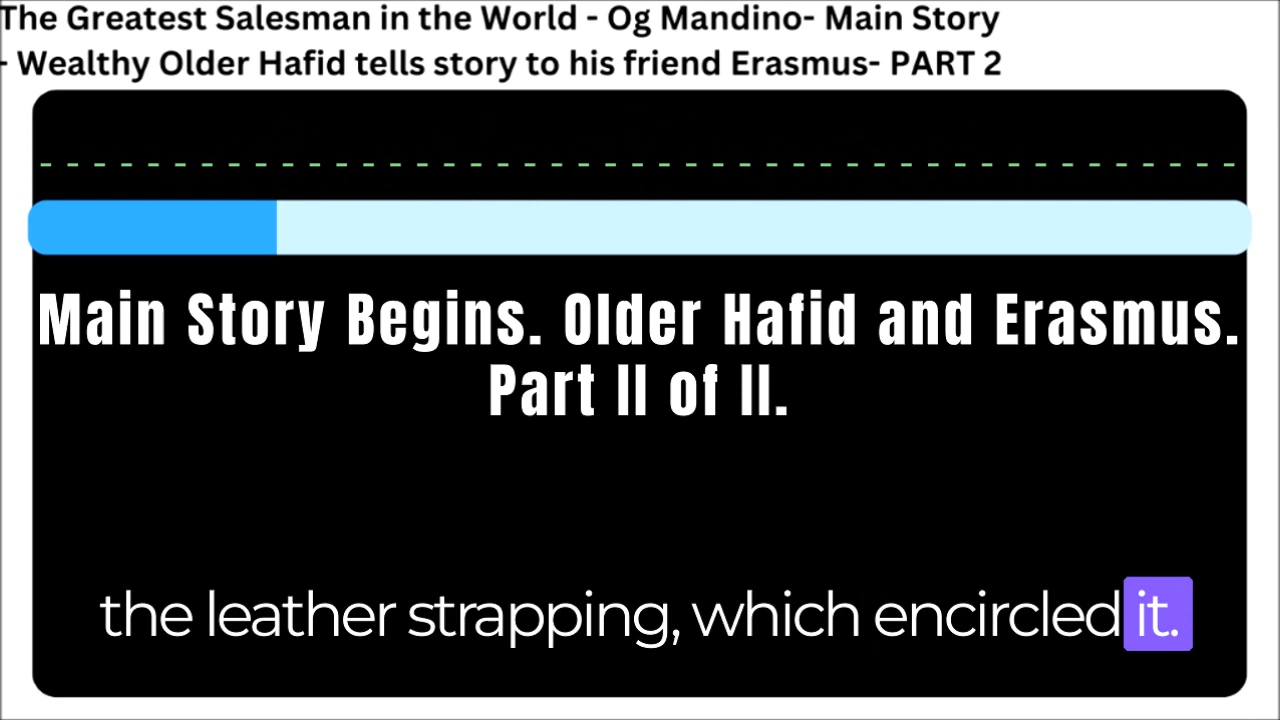 The Greatest Salesman in the World - Og Mandino- Main Story
- Wealthy Older Hafid tells story to his friend Erasmus- PART 2
Main Story Begins. Older Hafid and Erasmus.
Part II of II.
the leather strapping, which encircled it.